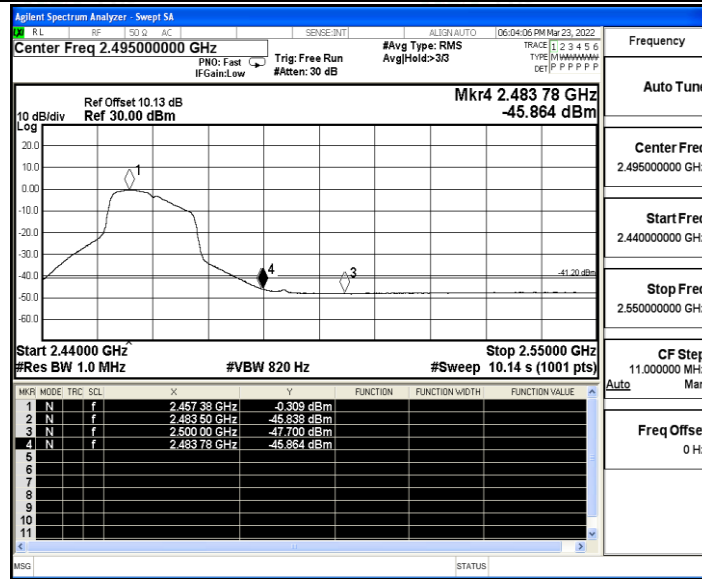 Agilent Spectrum Analyzer - Swept SA
RL RF 50 Ω AC SENSE:INT ALIGN AUTO 06:04:06 PM Mar 23, 2022
Center Freq 2.495000000 GHz
PNO: Fast
IFGain:Low
Trig: Free Run
#Atten: 30 dB
#Avg Type: RMS
Avg|Hold:>3/3
TRACE 1 2 3 4 5 6
TYPE M
DET P P P P P P
Mkr4 2.483 78 GHz
-45.864 dBm
Ref Offset 10.13 dB
10 dB/div Ref 30.00 dBm
Log
20.0
10.0
0.00
-10.0
-20.0
-30.0
-40.0
-50.0
-60.0
1
4
3
-41.20 dBm
Start 2.44000 GHz Stop 2.55000 GHz
#Res BW 1.0 MHz #VBW 820 Hz #Sweep 10.14 s (1001 pts)
MKR MODE TRC SCL X Y FUNCTION FUNCTION WIDTH FUNCTION VALUE
1 N f 2.457 38 GHz -0.309 dBm
2 N f 2.483 50 GHz -45.838 dBm
3 N f 2.500 00 GHz -47.700 dBm
4 N f 2.483 78 GHz -45.864 dBm
5
6
7
8
9
10
11
MSG STATUS
Frequency
Auto Tune
Center Freq
2.495000000 GHz
Start Freq
2.440000000 GHz
Stop Freq
2.550000000 GHz
CF Step
11.000000 MHz
Auto Man
Freq Offset
0 Hz